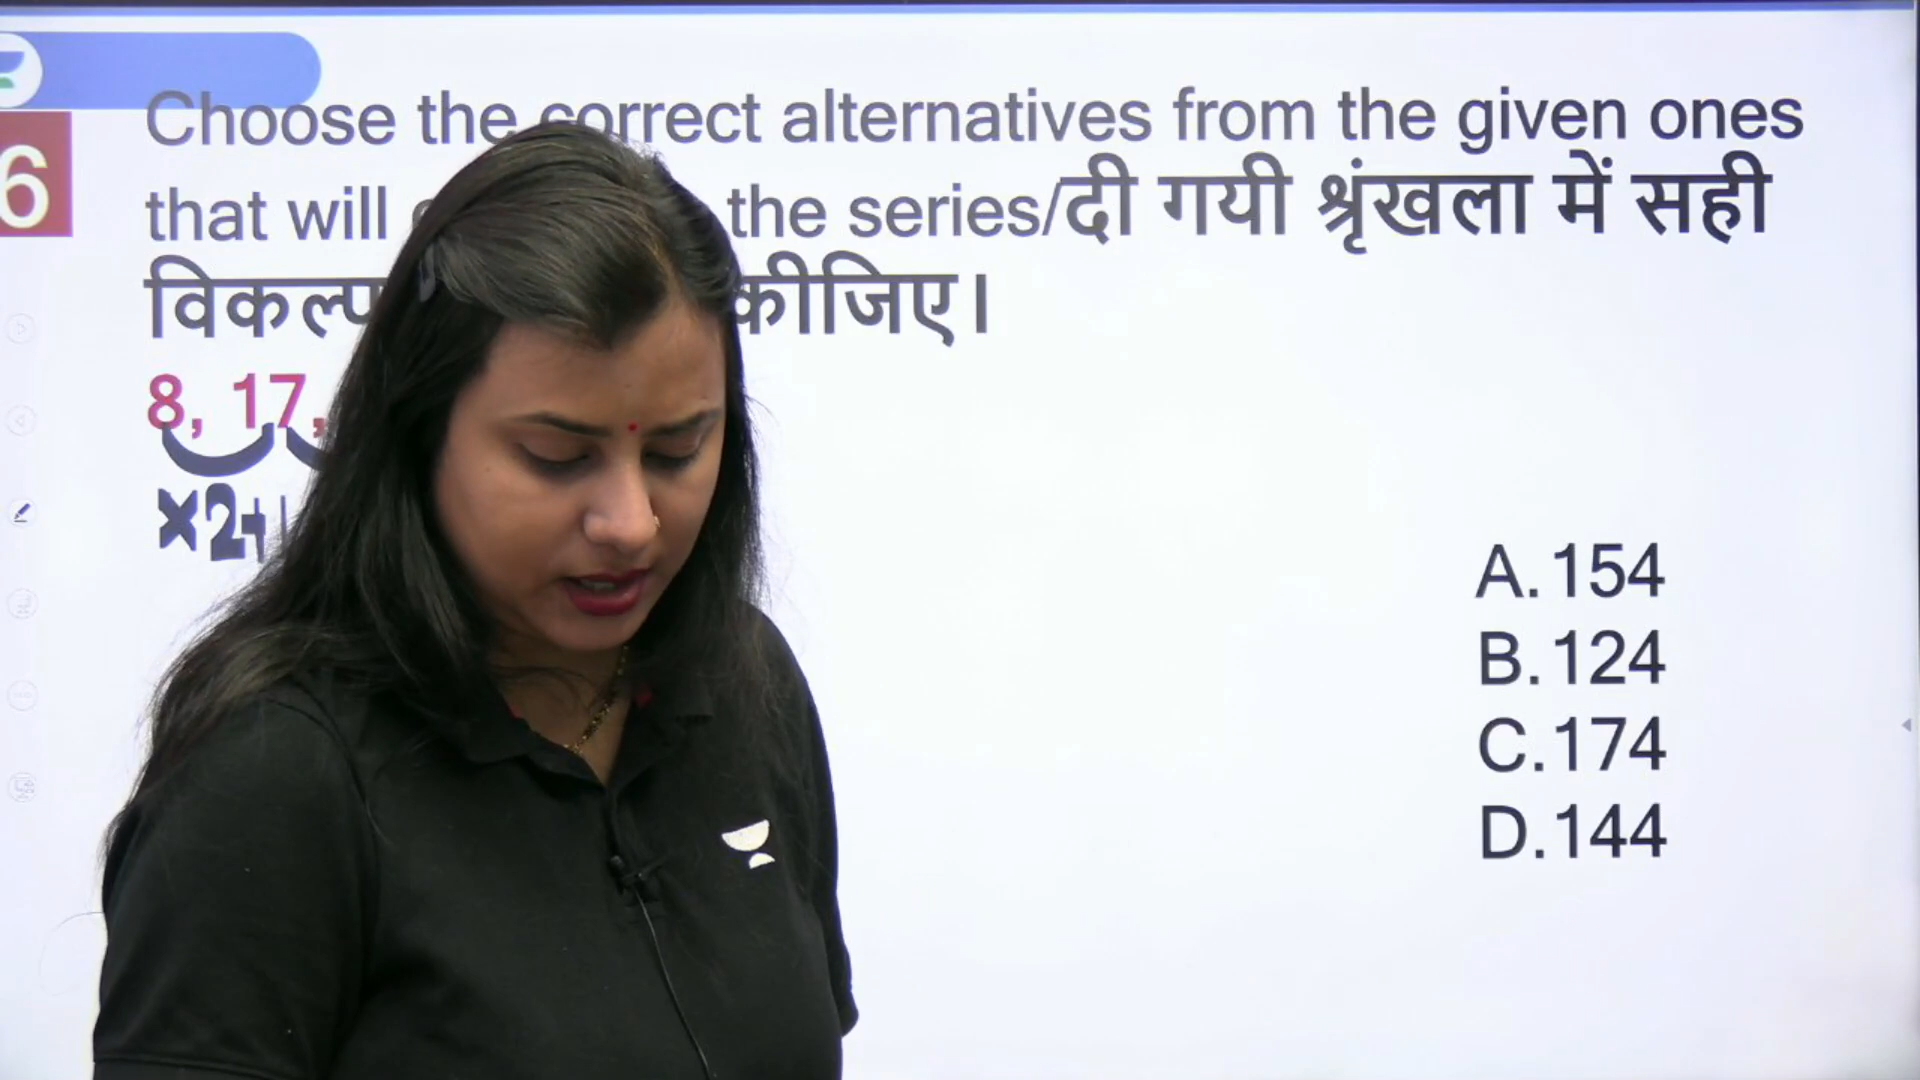 Choose the correct alternatives from the given ones
that will the series/दी गयी श्रृंखला में सही
विकल्प कीजिए।
6
8, 17,
×2+1
A.154
B.124
C.174
D.144